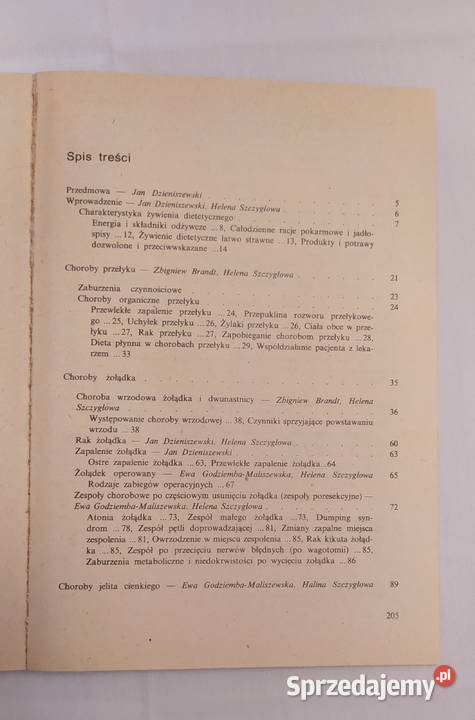 Spis treści
Przedmowa — Jan Dzieniszewski . . . 5
Wprowadzenie — Jan Dzieniszewski, Helena Szczygłowa . 6
Charakterystyka żywienia dietetycznego . . . 7
Energia i składniki odżywcze ...8, Całodzienne racje pokarmowe i jadło-
spisy ...12, Żywienie dietetyczne łatwo strawne ...13, Produkty i potrawy
dozwolone i przeciwwskazane ...14
Choroby przełyku — Zbigniew Brandt, Helena Szczygłowa . 21
Zaburzenia czynnościowe . . . 23
Choroby organiczne przełyku . . . 24
Przewlekłe zapalenie przełyku ...24, Przepuklina rozworu przełykowe-
go ...25, Uchyłek przełyku ...26, Żylaki przełyku ...26, Ciała obce w prze-
łyku ...27, Rak przełyku ...27, Zapobieganie chorobom przełyku ...28,
Dieta płynna w chorobach przełyku ...29, Współdziałanie pacjenta z leka-
rzem ...33
Choroby żołądka . . . 35
Choroba wrzodowa żołądka i dwunastnicy — Zbigniew Brandt, Helena
Szczygłowa . . . 36
Występowanie choroby wrzodowej ...38, Czynniki sprzyjające powstawaniu
wrzodu ...38
Rak żołądka — Jan Dzieniszewski, Helena Szczygłowa . 60
Zapalenie żołądka — Jan Dzieniszewski . . . 63
Ostre zapalenie żołądka ...63, Przewlekłe zapalenie żołądka...64
Żołądek operowany — Ewa Godziemba-Maliszewska, Helena Szczygłowa 65
Rodzaje zabiegów operacyjnych ...67
Zespoły chorobowe po częściowym usunięciu żołądka (zespoły poresekcyjne) —
Ewa Godziemba-Maliszewska, Helena Szczygłowa . . . 72
Atonia żołądka ...73, Zespół małego żołądka ...73, Dumping syn-
drom ...78, Zespół pętli doprowadzającej ...81, Zmiany zapalne miejsca
zespolenia ...81, Owrzodzenie w miejscu zespolenia ...85, Rak kikuta żołąd-
ka ...85, Zespół po przecięciu nerwów błędnych (po wagotomii) ...85,
Zaburzenia metaboliczne i niedokrwistości po wycięciu żołądka ...86
Choroby jelita cienkiego — Ewa Godziemba-Maliszewska, Halina Szczygłowa 89
205
Sprzedajemy.pl